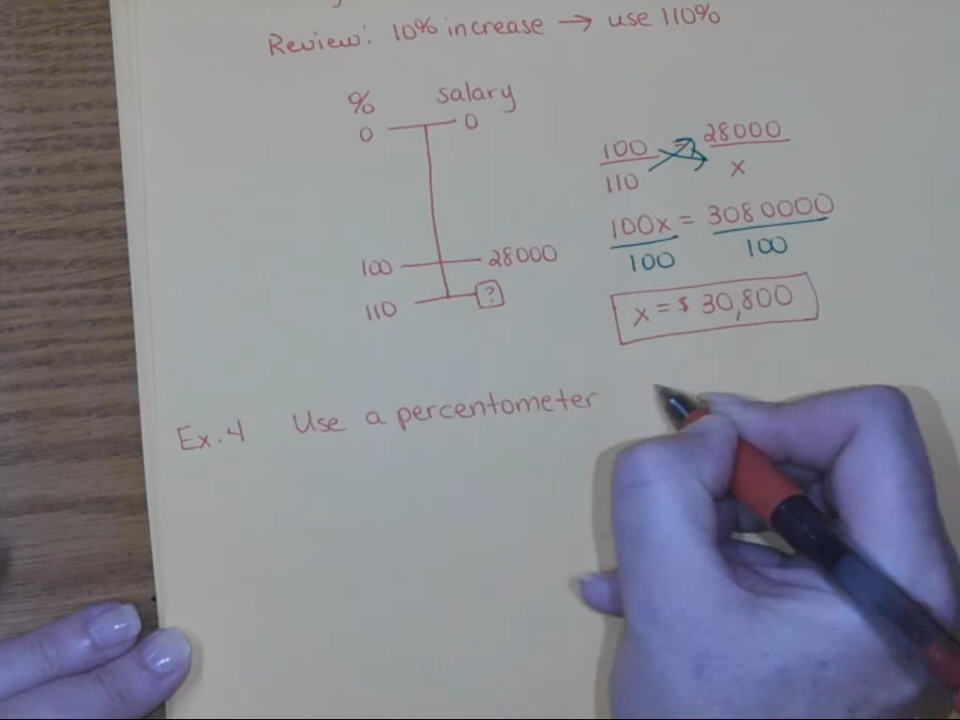 Review: 10% increase → use 110%
% salary
0 0
100 28000
110 ?
100 28000
110 x
100x = 3080000
100 100
x = $ 30,800
Ex. 4 Use a percentometer